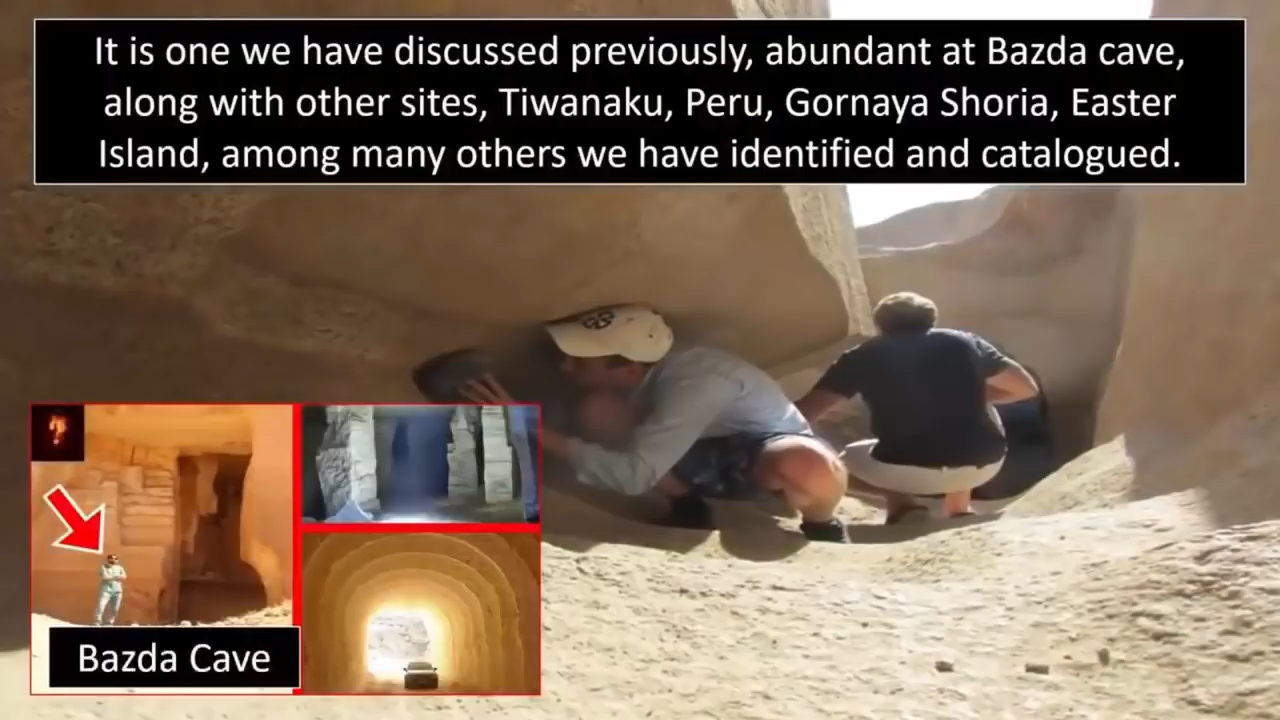 It is one we have discussed previously, abundant at Bazda cave,
along with other sites, Tiwanaku, Peru, Gornaya Shoria, Easter
Island, among many others we have identified and catalogued.
?
Bazda Cave